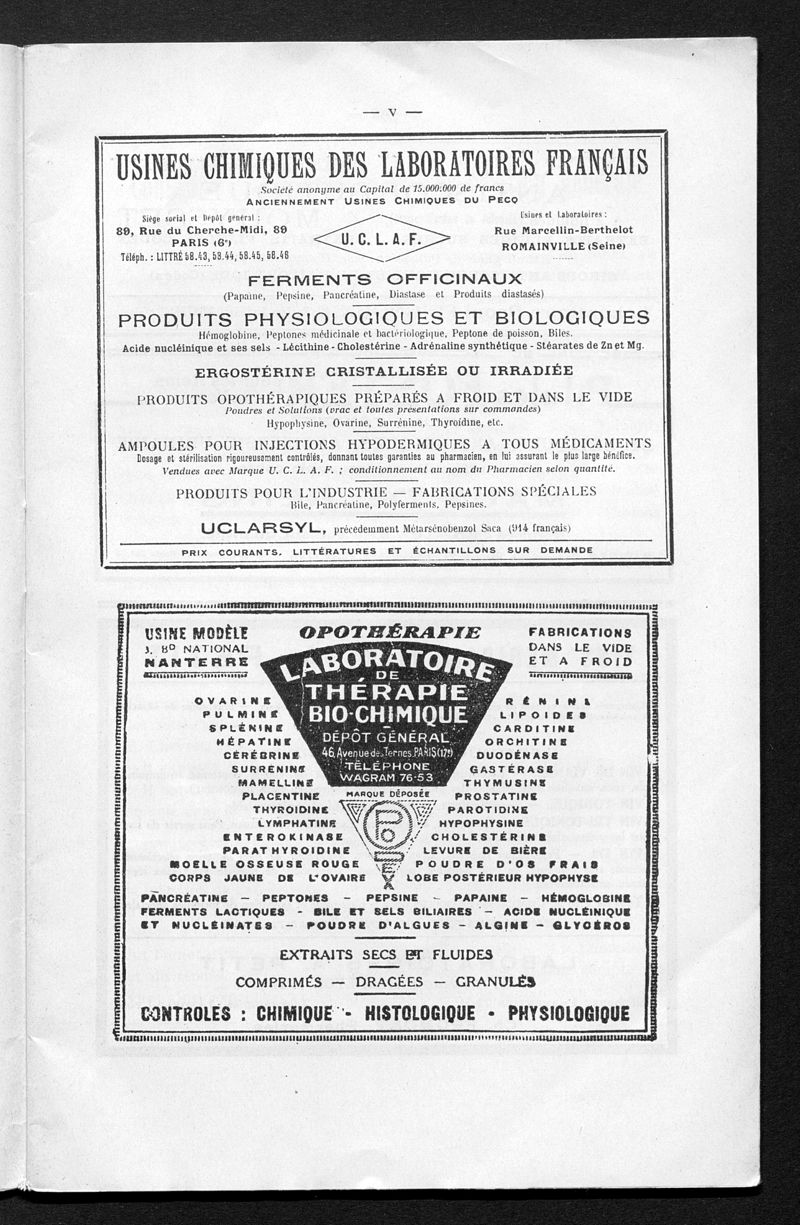 — V —
USINES CHIMIQUES DES LABORATOIRES FRANÇAIS
Société anonyme au Capital de 15.000.000 de francs
ANCIENNEMENT USINES CHIMIQUES DU PECQ
Siège social et Dépôt général :
89, Rue du Cherche-Midi, 89
PARIS (6e)
Téléph. : LITTRÉ 58.43, 53.44, 58.45, 58.46
U. C. L. A. F.
Usines et Laboratoires :
Rue Marcellin-Berthelot
ROMAINVILLE (Seine)
FERMENTS OFFICINAUX
(Papaïne, Pepsine, Pancréatine, Diastase et Produits diastasés)
PRODUITS PHYSIOLOGIQUES ET BIOLOGIQUES
Hémoglobine, Peptones médicinale et bactériologique, Peptone de poisson, Biles.
Acide nucléinique et ses sels - Lécithine - Cholestérine - Adrénaline synthétique - Stéarates de Zn et Mg.
ERGOSTÉRINE CRISTALLISÉE OU IRRADIÉE
PRODUITS OPOTHÉRAPIQUES PRÉPARÉS A FROID ET DANS LE VIDE
Poudres et Solutions (vrac et toutes présentations sur commandes)
Hypophysine, Ovarine, Surrénine, Thyroïdine, etc.
AMPOULES POUR INJECTIONS HYPODERMIQUES A TOUS MÉDICAMENTS
Dosage et stérilisation rigoureusement contrôlés, donnant toutes garanties au pharmacien, en lui assurant le plus large bénéfice.
Vendues avec Marque U. C. L. A. F. ; conditionnement au nom du Pharmacien selon quantité.
PRODUITS POUR L'INDUSTRIE — FABRICATIONS SPÉCIALES
Bile, Pancréatine, Polyferments, Pepsines.
UCLARSYL, précédemment Métarsénobenzol Saca (914 français)
PRIX COURANTS, LITTÉRATURES ET ÉCHANTILLONS SUR DEMANDE
USINE MODÈLE
3, BD NATIONAL
NANTERRE
OPOTHÉRAPIE
FABRICATIONS
DANS LE VIDE
ET A FROID
LABORATOIRE
DE
THÉRAPIE
BIO-CHIMIQUE
DÉPÔT GÉNÉRAL
46, Avenue des Ternes, PARIS (17e)
TÉLÉPHONE
WAGRAM 76-53
OVARINE
PULMINE
SPLÉNINE
HÉPATINE
CÉRÉBRINE
SURRÉNINE
MAMELLINE
PLACENTINE
THYROIDINE
LYMPHATINE
ENTEROKINASE
PARATHYROIDINE
MOELLE OSSEUSE ROUGE
CORPS JAUNE DE L'OVAIRE
RÉNINE
LIPOIDES
CARDITINE
ORCHITINE
DUODÉNASE
GASTÉRASE
THYMUSINE
PROSTATINE
PAROTIDINE
HYPOPHYSINE
CHOLESTÉRINE
LEVURE DE BIÈRE
POUDRE D'OS FRAIS
LOBE POSTÉRIEUR HYPOPHYSE
MARQUE DÉPOSÉE
OPOTEX
PANCRÉATINE — PEPTONES — PEPSINE - PAPAINE — HÉMOGLOBINE
FERMENTS LACTIQUES - BILE ET SELS BILIAIRES - ACIDE NUCLÉINIQUE
ET NUCLÉINATES - POUDRE D'ALGUES - ALGINE - GLYCÉROS
EXTRAITS SECS ET FLUIDES
COMPRIMÉS — DRAGÉES — GRANULÉS
CONTROLES : CHIMIQUE - HISTOLOGIQUE - PHYSIOLOGIQUE